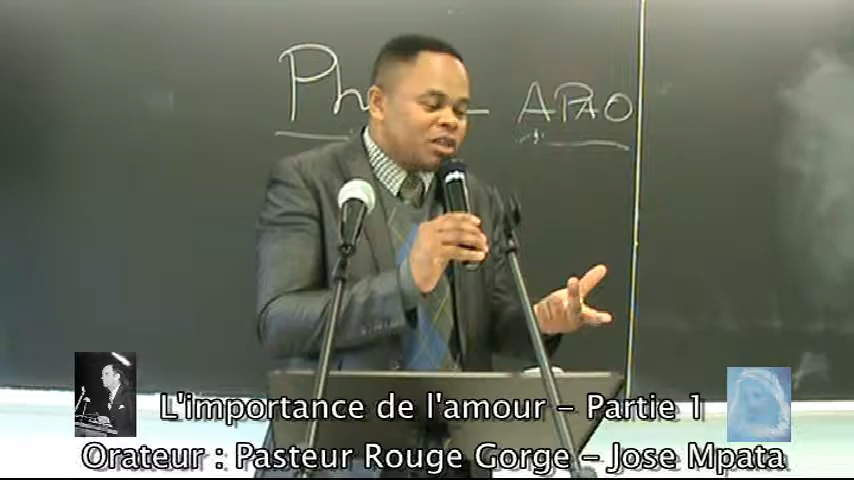 Ph — APAO
L'importance de l'amour - Partie 1
Orateur : Pasteur Rouge Gorge - Jose Mpata